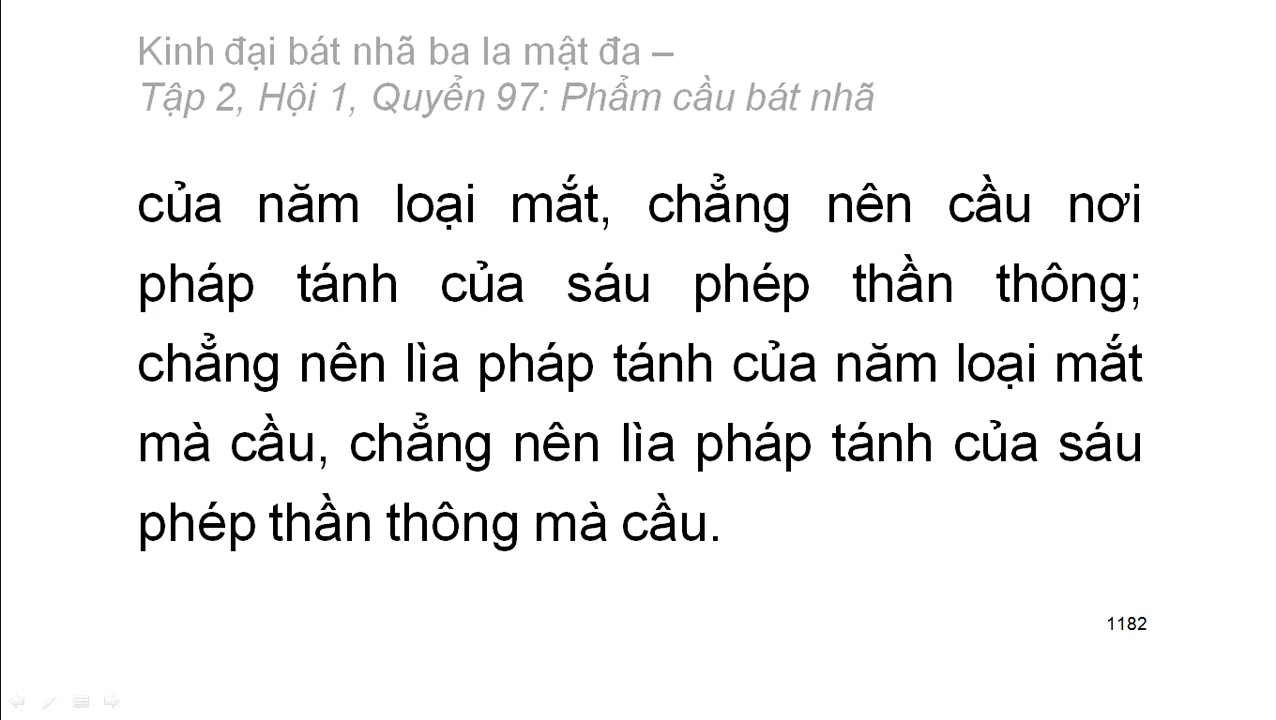 Kinh đại bát nhã ba la mật đa –
Tập 2, Hội 1, Quyển 97: Phẩm cầu bát nhã
của năm loại mắt, chẳng nên cầu nơi
pháp tánh của sáu phép thần thông;
chẳng nên lìa pháp tánh của năm loại mắt
mà cầu, chẳng nên lìa pháp tánh của sáu
phép thần thông mà cầu.
1182